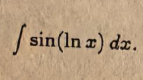 ∫ sin(ln x) dx.